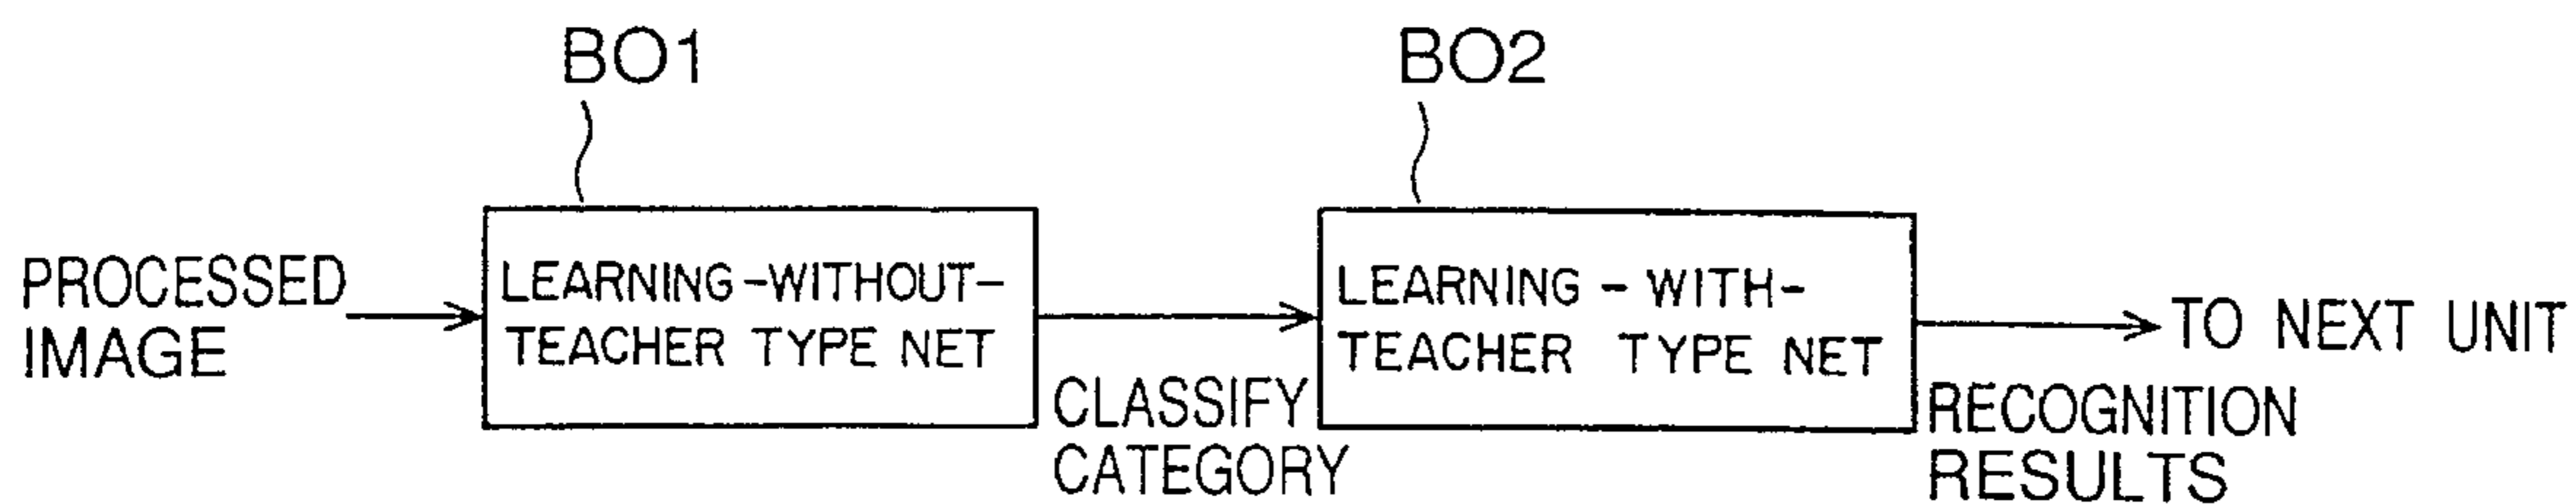 BO1
BO2
PROCESSED
IMAGE
LEARNING-WITHOUT-
TEACHER TYPE NET
CLASSIFY
CATEGORY
LEARNING - WITH-
TEACHER TYPE NET
TO NEXT UNIT
RECOGNITION
RESULTS